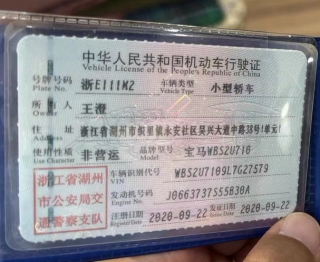 中华人民共和国机动车行驶证
Vehicle License of the People's Republic of China
号牌号码 浙E111M2 车辆类型 小型轿车
Plate No. Vehicle Type
所有人 王澄
Owner
住址 浙江省湖州市织里镇永安社区吴兴大道中路38号1单元1
Address
使用性质 非营运 品牌型号 宝马WBS2U710
Use Character Model
浙江省湖州市公安局交通警察支队
车辆识别代号 WBS2U7109L7G27579
VIN
发动机号码 J0663737S55B30A
Engine No.
注册日期 2020-09-22 发证日期 2020-09-22
Register Date Issue Date